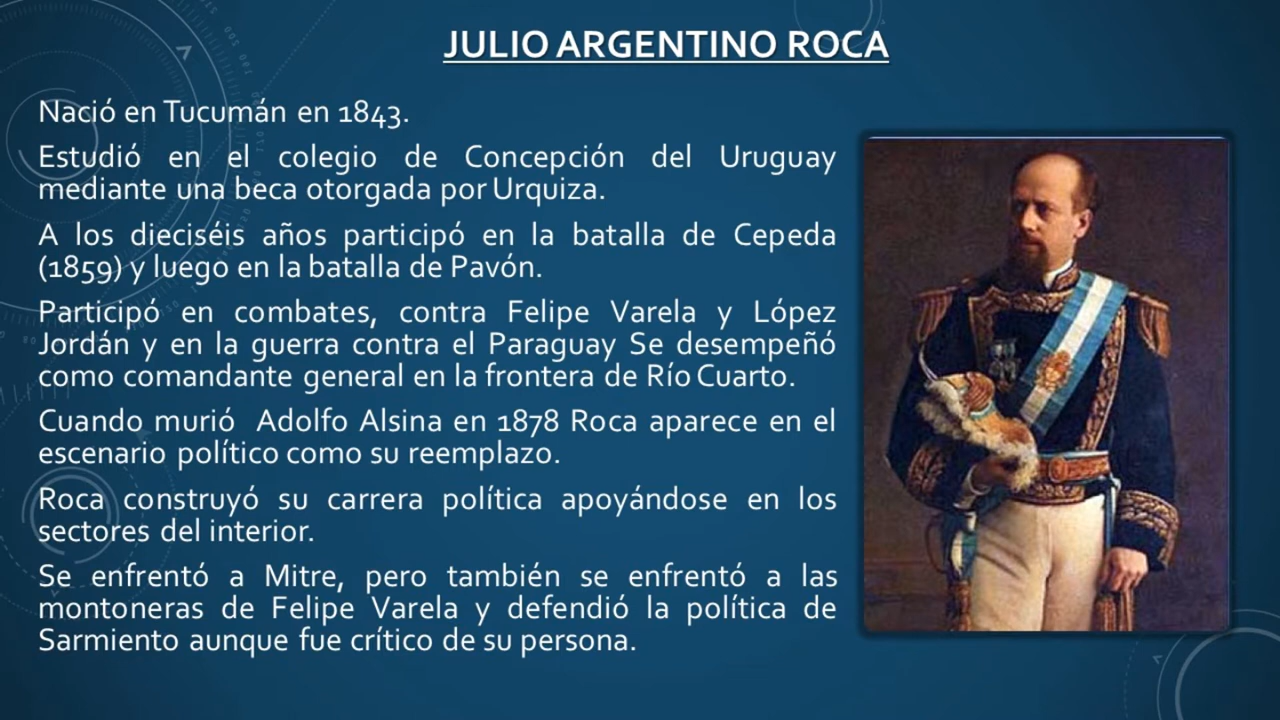 JULIO ARGENTINO ROCA
Nació en Tucumán en 1843.
Estudió en el colegio de Concepción del Uruguay
mediante una beca otorgada por Urquiza.
A los dieciséis años participó en la batalla de Cepeda
(1859) y luego en la batalla de Pavón.
Participó en combates, contra Felipe Varela y López
Jordán y en la guerra contra el Paraguay Se desempeñó
como comandante general en la frontera de Río Cuarto.
Cuando murió Adolfo Alsina en 1878 Roca aparece en el
escenario político como su reemplazo.
Roca construyó su carrera política apoyándose en los
sectores del interior.
Se enfrentó a Mitre, pero también se enfrentó a las
montoneras de Felipe Varela y defendió la política de
Sarmiento aunque fue crítico de su persona.